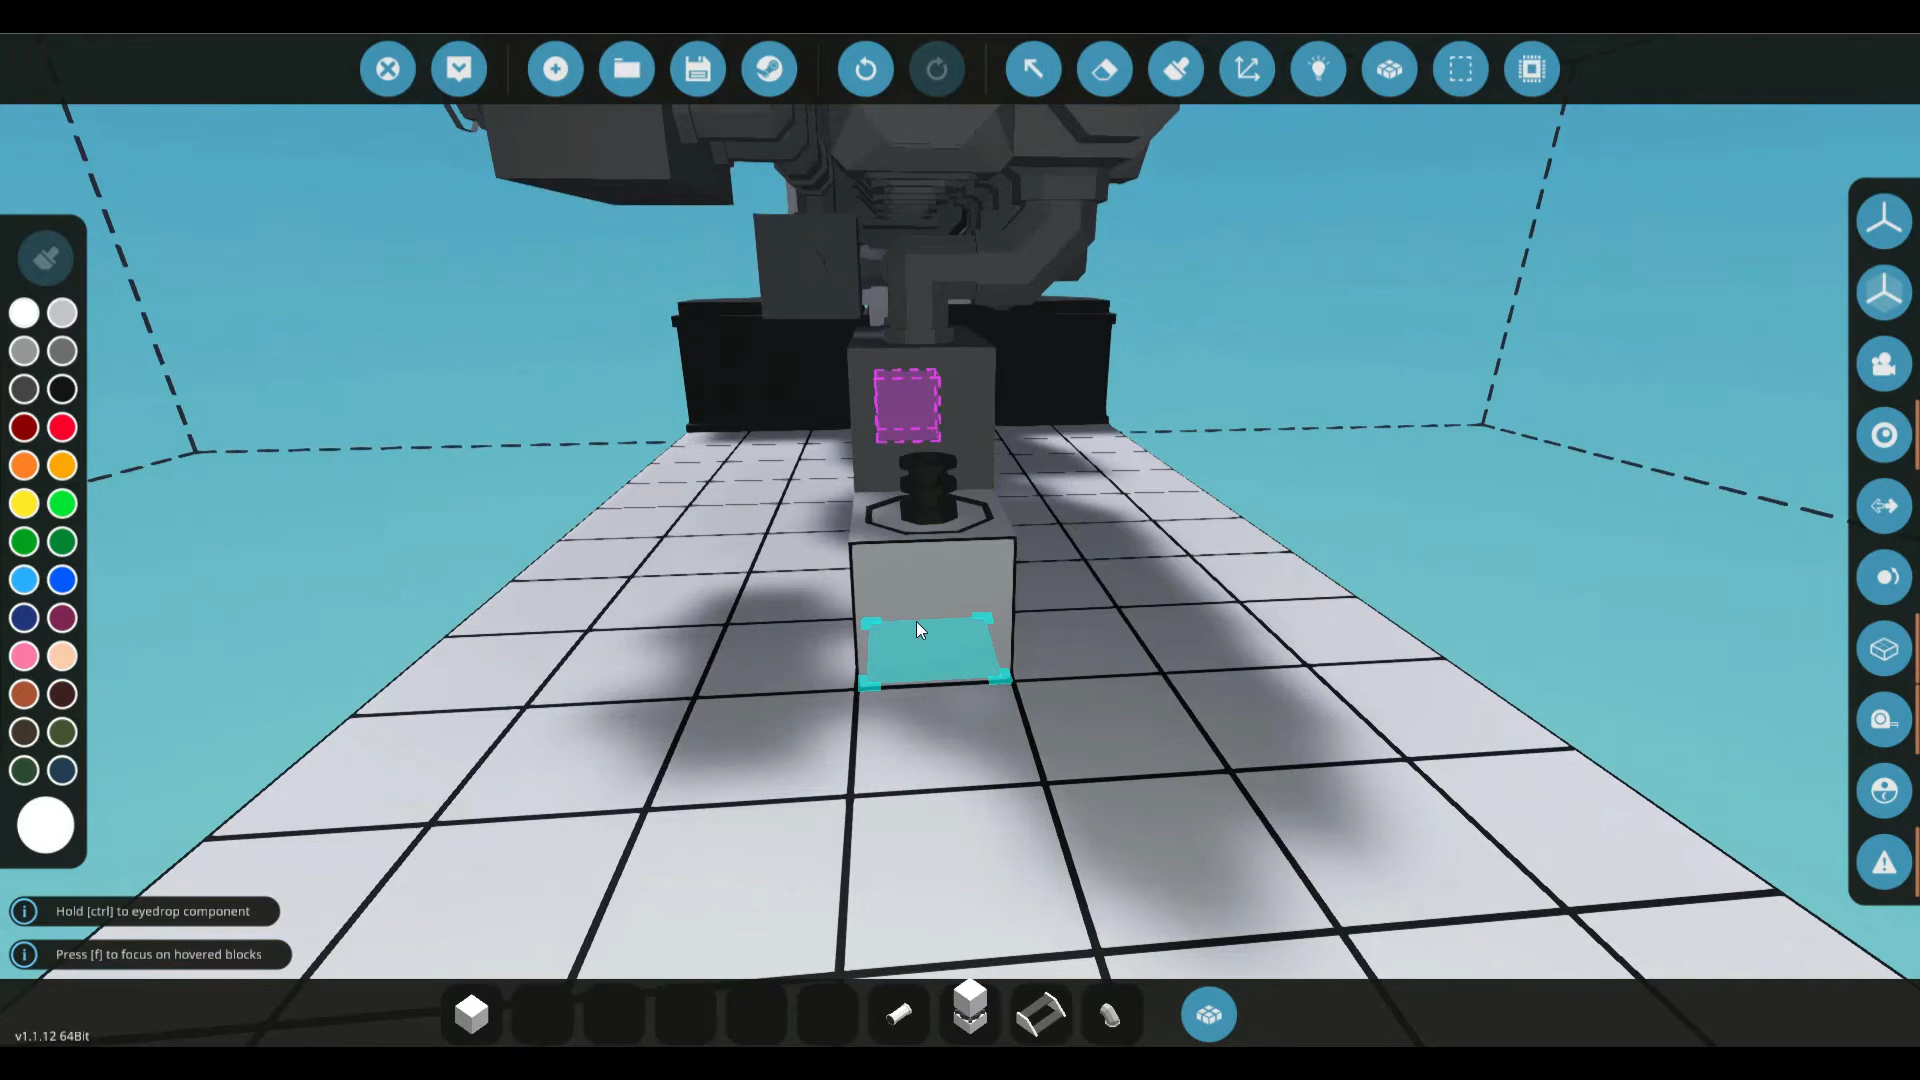 Hold [ctrl] to eyedrop component
Press [f] to focus on hovered blocks
v1.1.12 64Bit